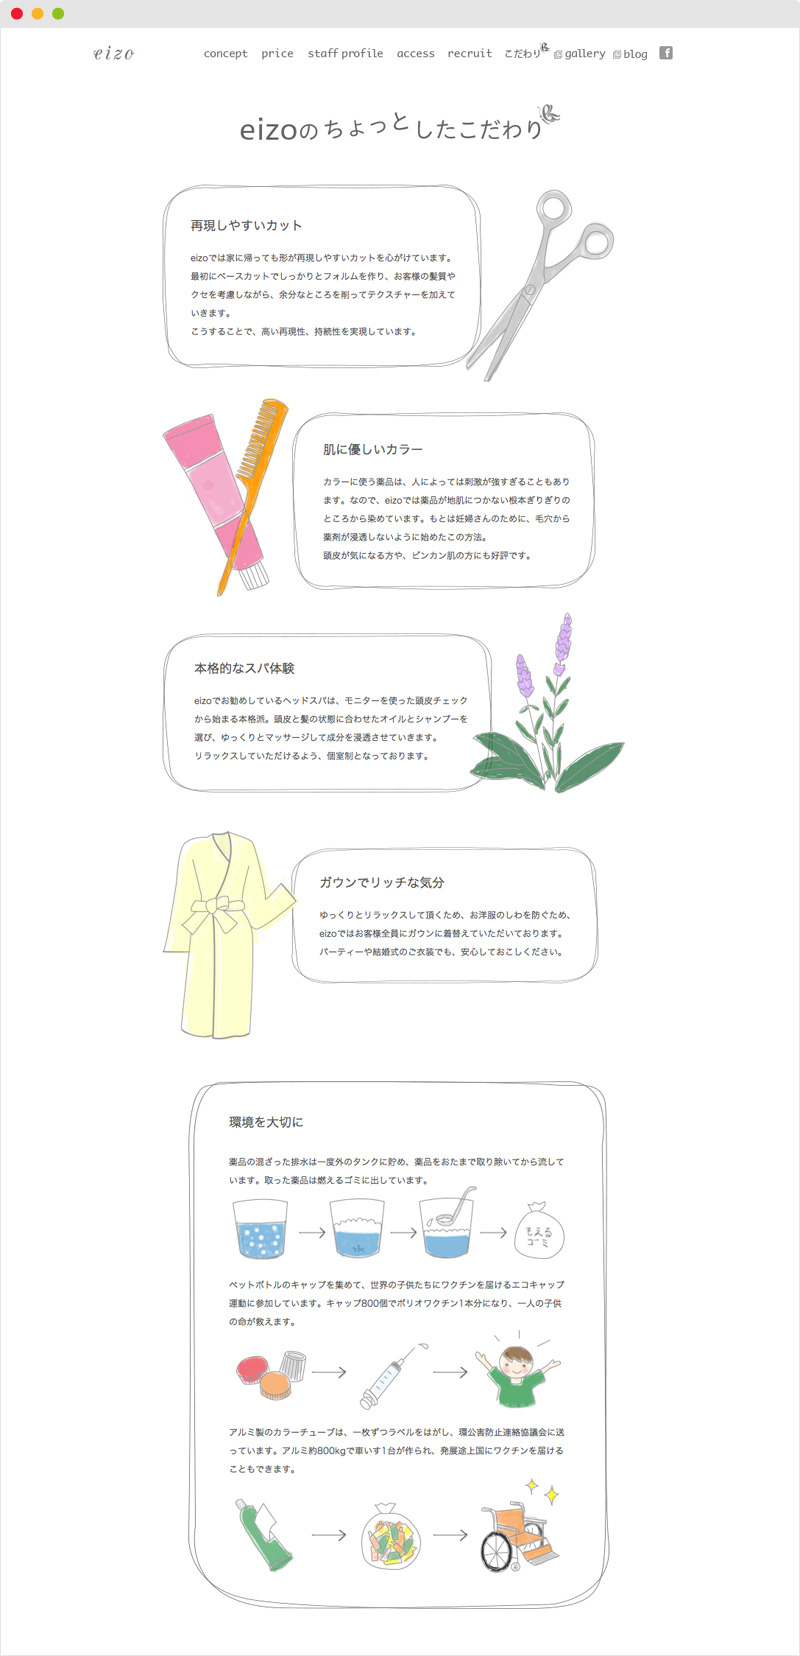 eizo
concept price staff profile access recruit こだわり gallery blog f
eizoのちょっとしたこだわり
再現しやすいカット
eizoでは家に帰っても形が再現しやすいカットを心がけています。
最初にベースカットでしっかりとフォルムを作り、お客様の髪質や
クセを考慮しながら、余分なところを削ってテクスチャーを加えて
いきます。
こうすることで、高い再現性、持続性を実現しています。
肌に優しいカラー
カラーに使う薬品は、人によっては刺激が強すぎることもあり
ます。なので、eizoでは薬品が地肌につかない根本ぎりぎりの
ところから染めています。もとは妊婦さんのために、毛穴から
薬剤が浸透しないように始めたこの方法。
頭皮が気になる方や、ビンカン肌の方にも好評です。
本格的なスパ体験
eizoでお勧めしているヘッドスパは、モニターを使った頭皮チェック
から始まる本格派。頭皮と髪の状態に合わせたオイルとシャンプーを
選び、ゆっくりとマッサージして成分を浸透させていきます。
リラックスしていただけるよう、個室制となっております。
ガウンでリッチな気分
ゆっくりとリラックスして頂くため、お洋服のしわを防ぐため、
eizoではお客様全員にガウンに着替えていただいております。
パーティーや結婚式のご衣装でも、安心しておこしください。
環境を大切に
薬品の混ざった排水は一度外のタンクに貯め、薬品をおたまで取り除いてから流して
います。取った薬品は燃えるゴミに出しています。
水
もえる
ゴミ
ペットボトルのキャップを集めて、世界の子供たちにワクチンを届けるエコキャップ
運動に参加しています。キャップ800個でポリオワクチン1本分になり、一人の子供
の命が救えます。
アルミ製のカラーチューブは、一枚ずつラベルをはがし、環公害防止連絡協議会に送
っています。アルミ約800kgで車いす1台が作られ、発展途上国にワクチンを届ける
こともできます。